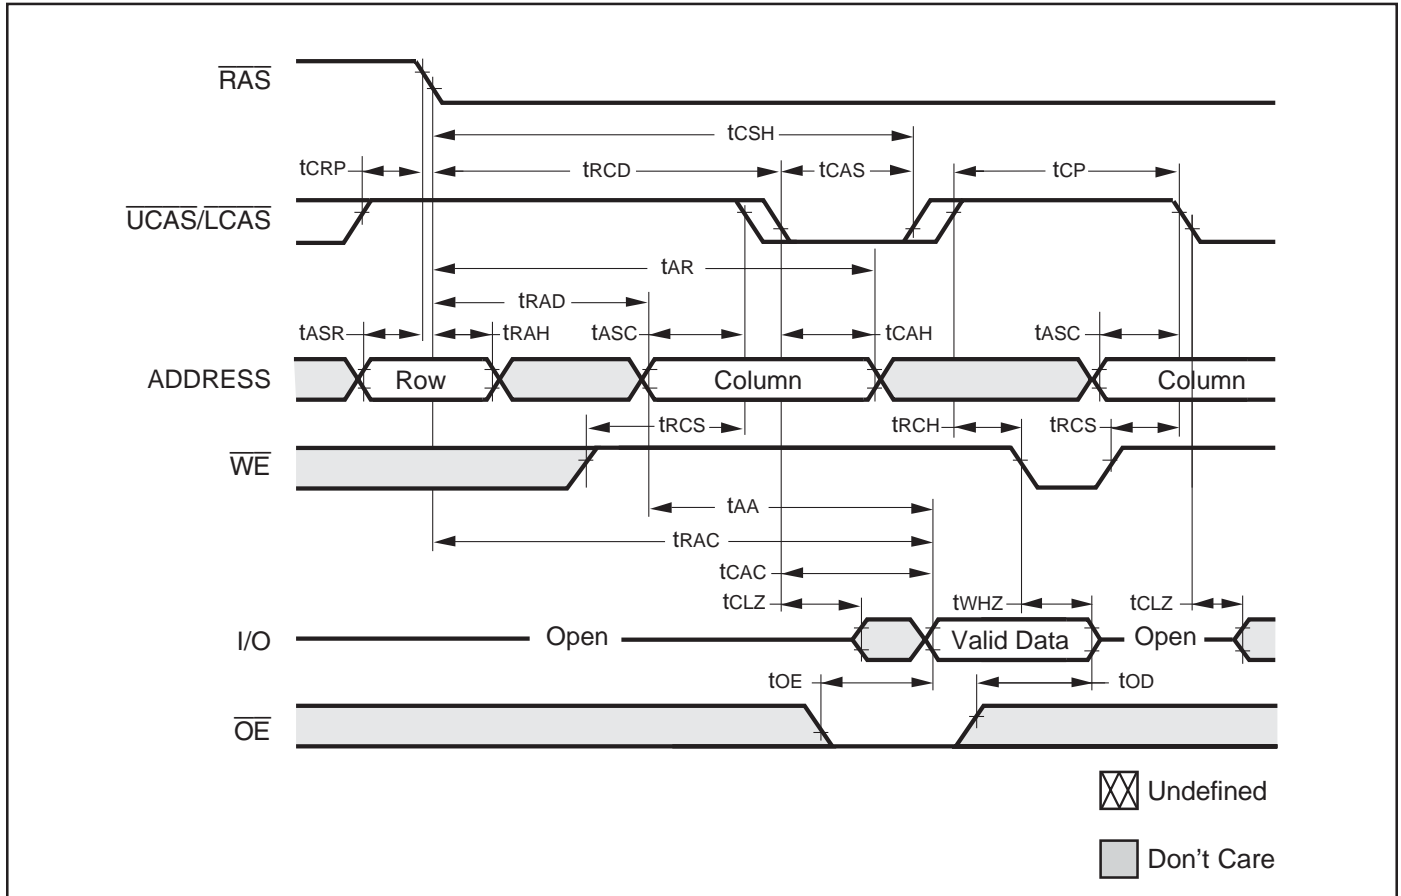 RAS
tCSH
tCRP tRCD tCAS tCP
UCAS/LCAS
tAR
tRAD
tASR tRAH tASC tCAH tASC
ADDRESS Row Column Column
tRCS tRCH tRCS
WE
tAA
tRAC
tCAC
tCLZ tWHZ tCLZ
I/O Open Valid Data Open
tOE tOD
OE
Undefined
Don't Care